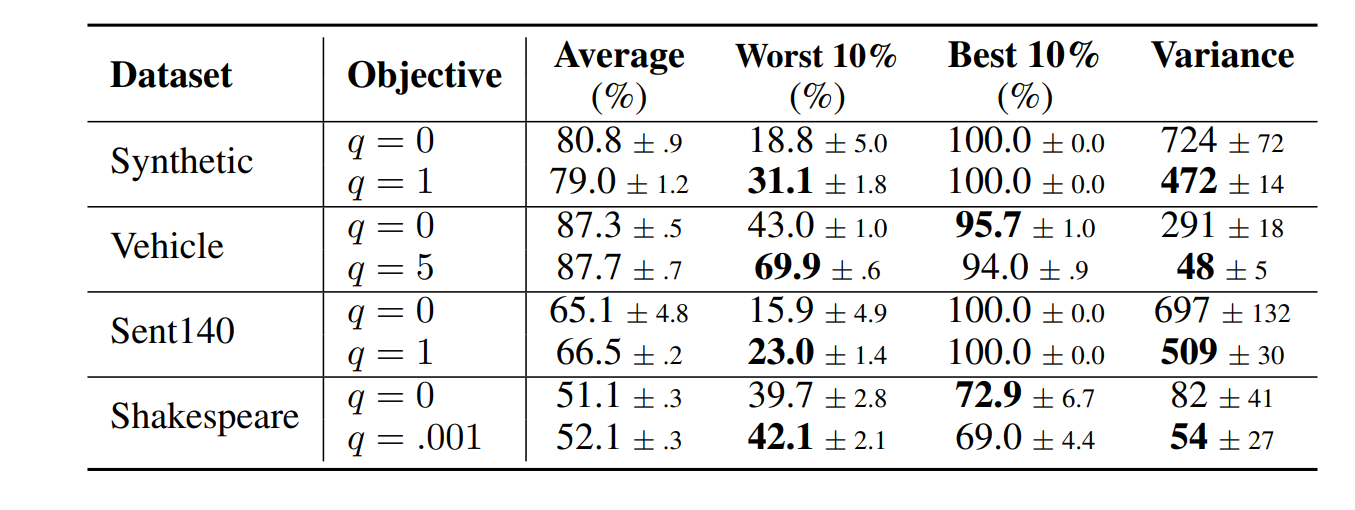 Dataset Objective Average (%) Worst 10% (%) Best 10% (%) Variance
Synthetic q = 0 80.8 ± .9 18.8 ± 5.0 100.0 ± 0.0 724 ± 72
q = 1 79.0 ± 1.2 31.1 ± 1.8 100.0 ± 0.0 472 ± 14
Vehicle q = 0 87.3 ± .5 43.0 ± 1.0 95.7 ± 1.0 291 ± 18
q = 5 87.7 ± .7 69.9 ± .6 94.0 ± .9 48 ± 5
Sent140 q = 0 65.1 ± 4.8 15.9 ± 4.9 100.0 ± 0.0 697 ± 132
q = 1 66.5 ± .2 23.0 ± 1.4 100.0 ± 0.0 509 ± 30
Shakespeare q = 0 51.1 ± .3 39.7 ± 2.8 72.9 ± 6.7 82 ± 41
q = .001 52.1 ± .3 42.1 ± 2.1 69.0 ± 4.4 54 ± 27